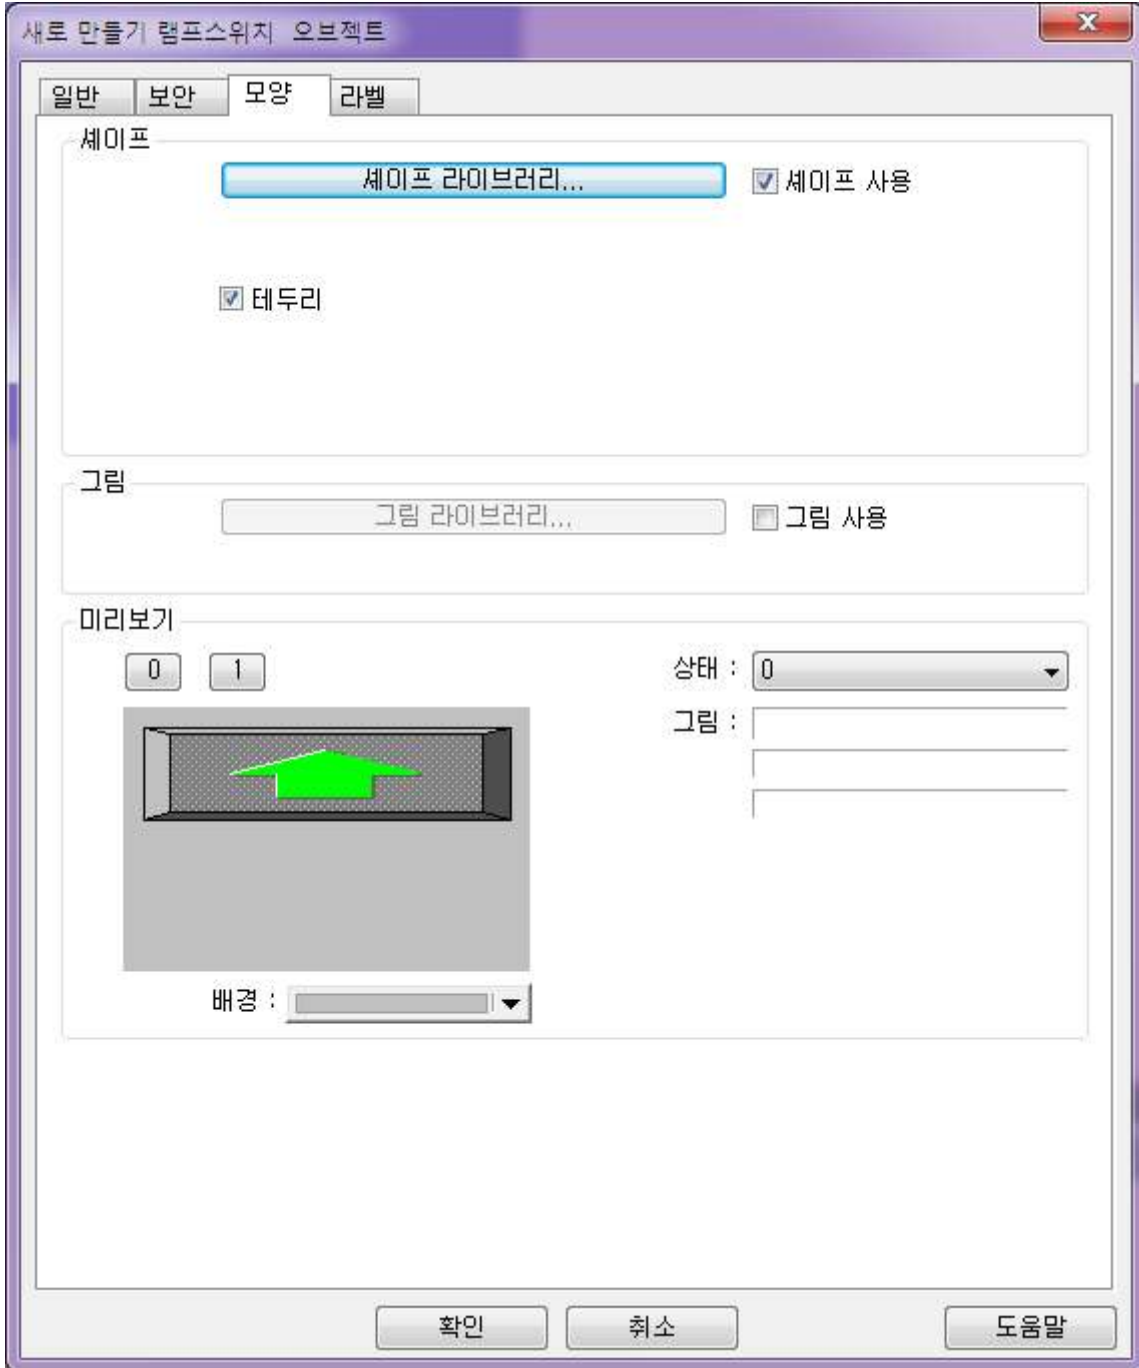 새로 만들기 램프스위치 오브젝트
일반 보안 모양 라벨
셰이프
셰이프 라이브러리... 셰이프 사용
테두리
그림
그림 라이브러리... 그림 사용
미리보기
0 1 상태 : 0
그림 :
배경 :
확인 취소 도움말